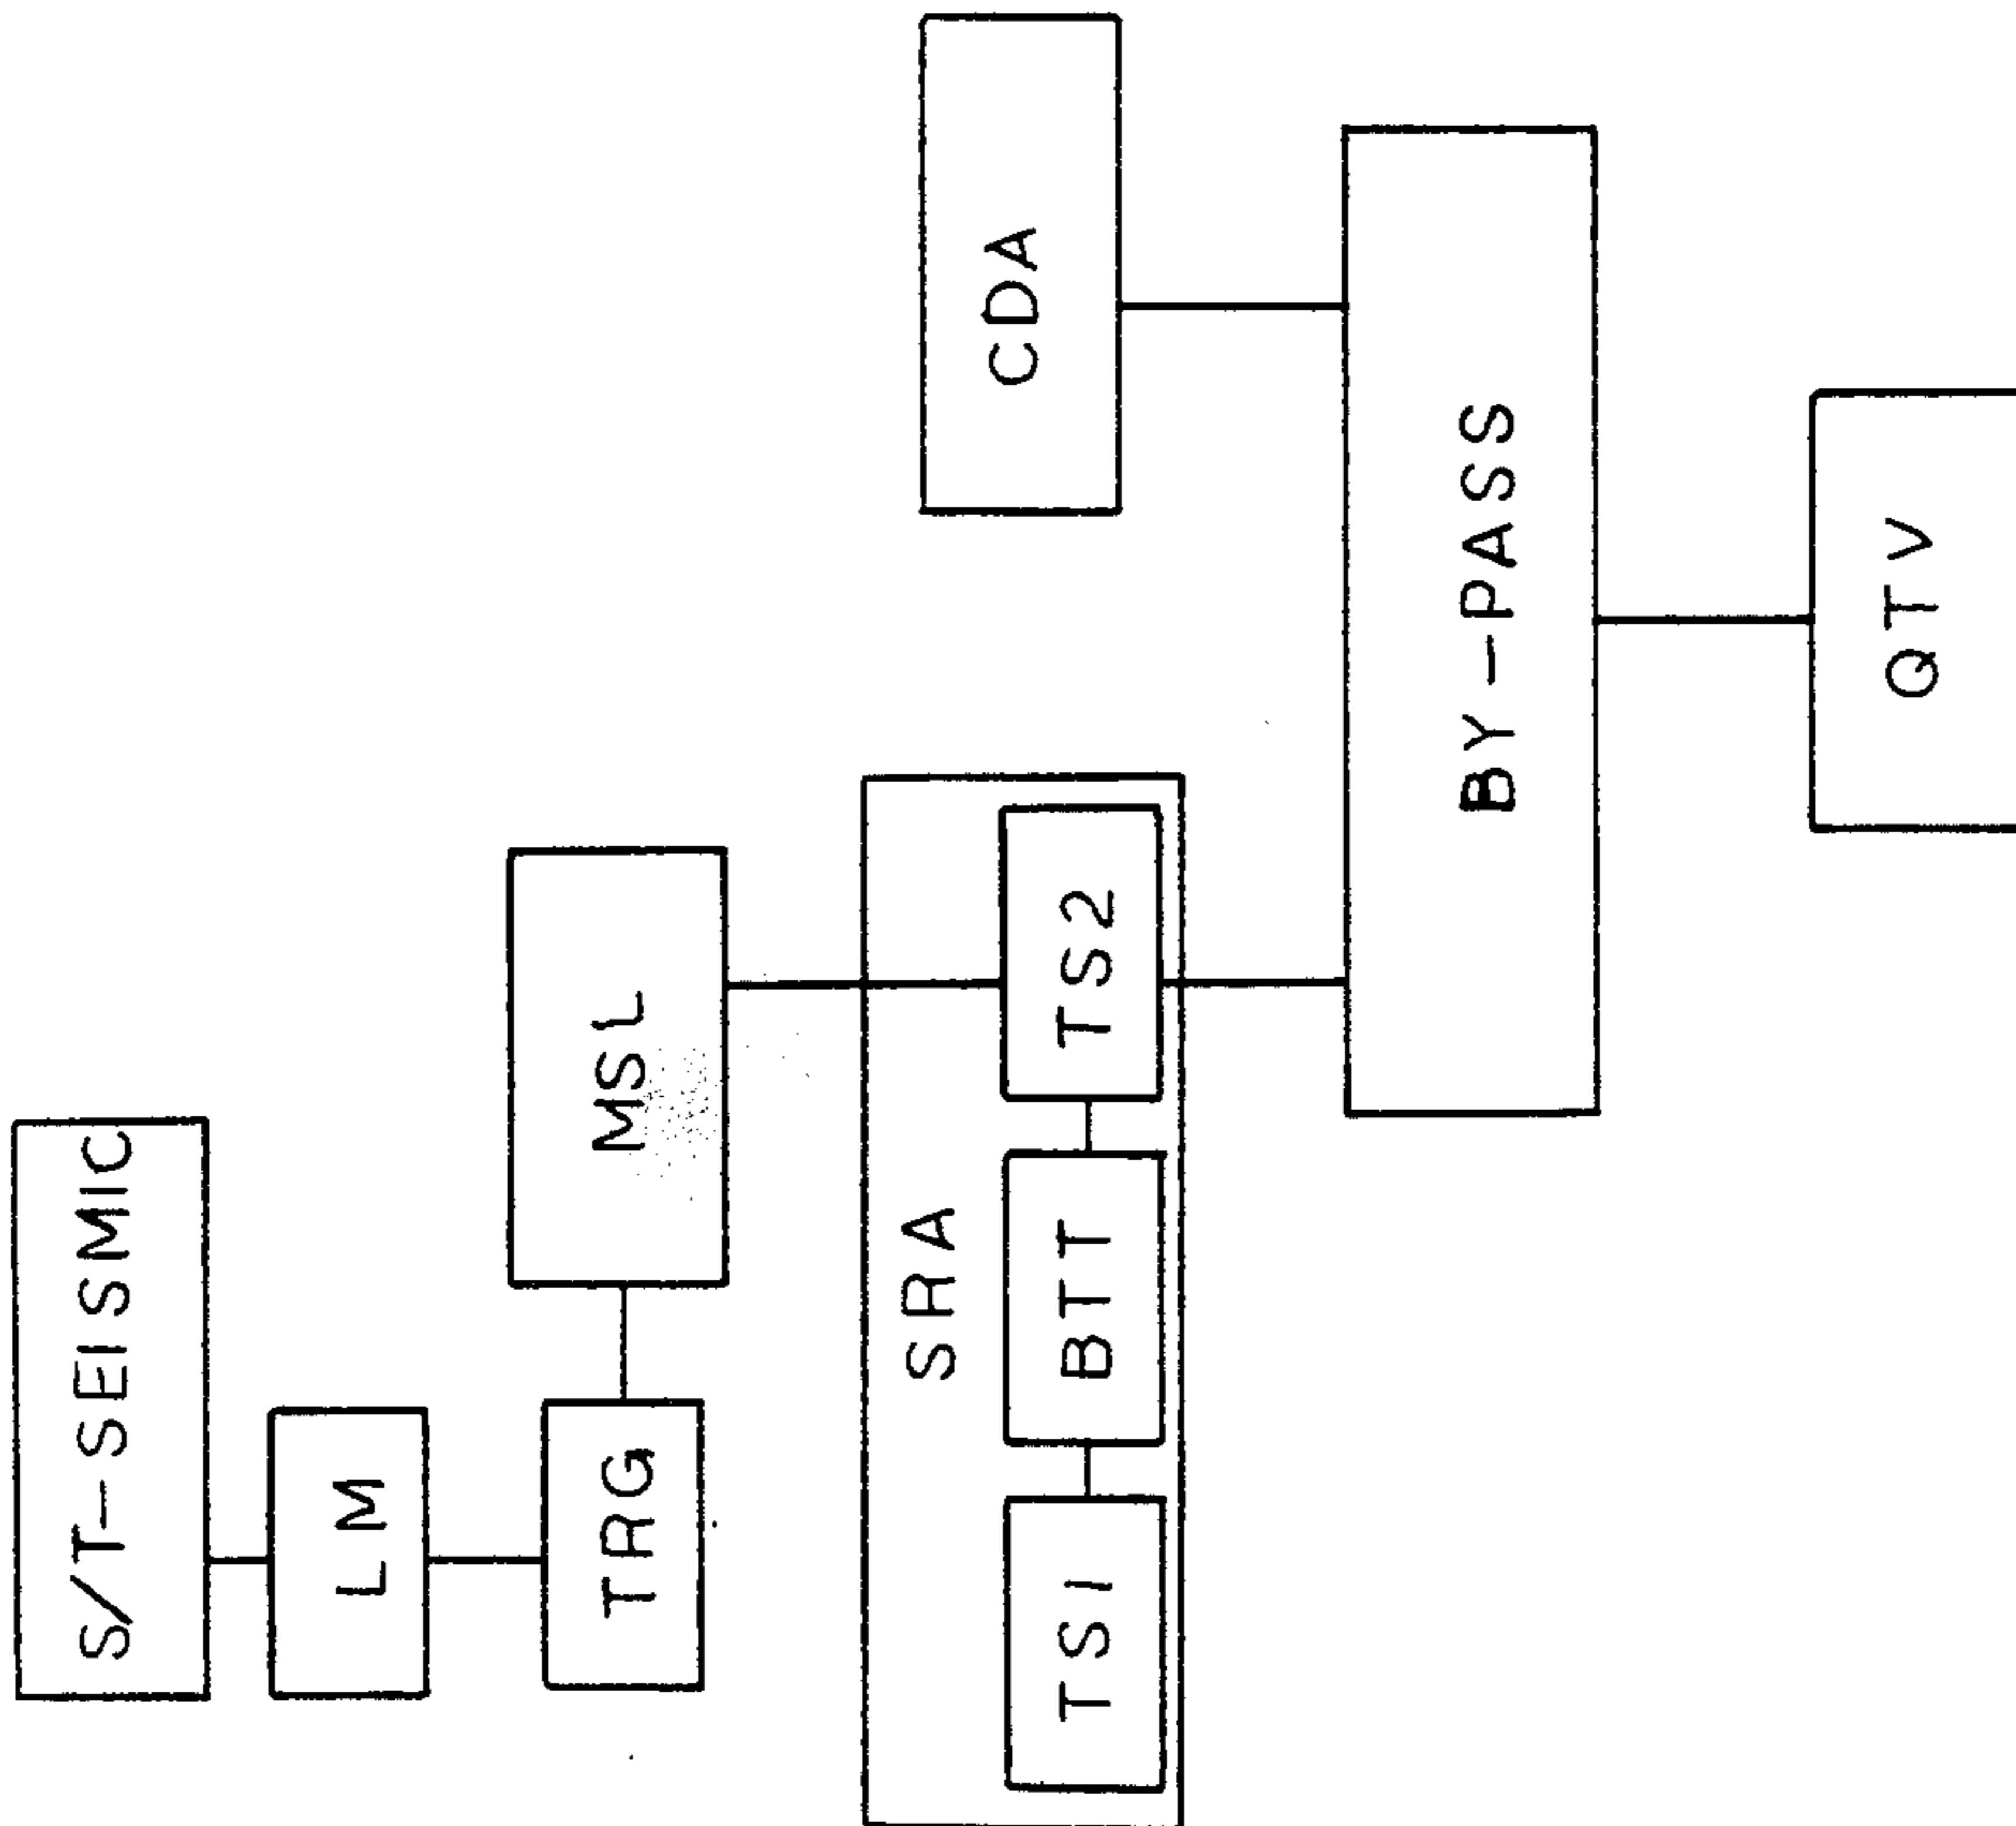 S/T-SEISMIC
LM
TRG
MSL
SRA
TS1
BTT
TS2
CDA
BY-PASS
QTV